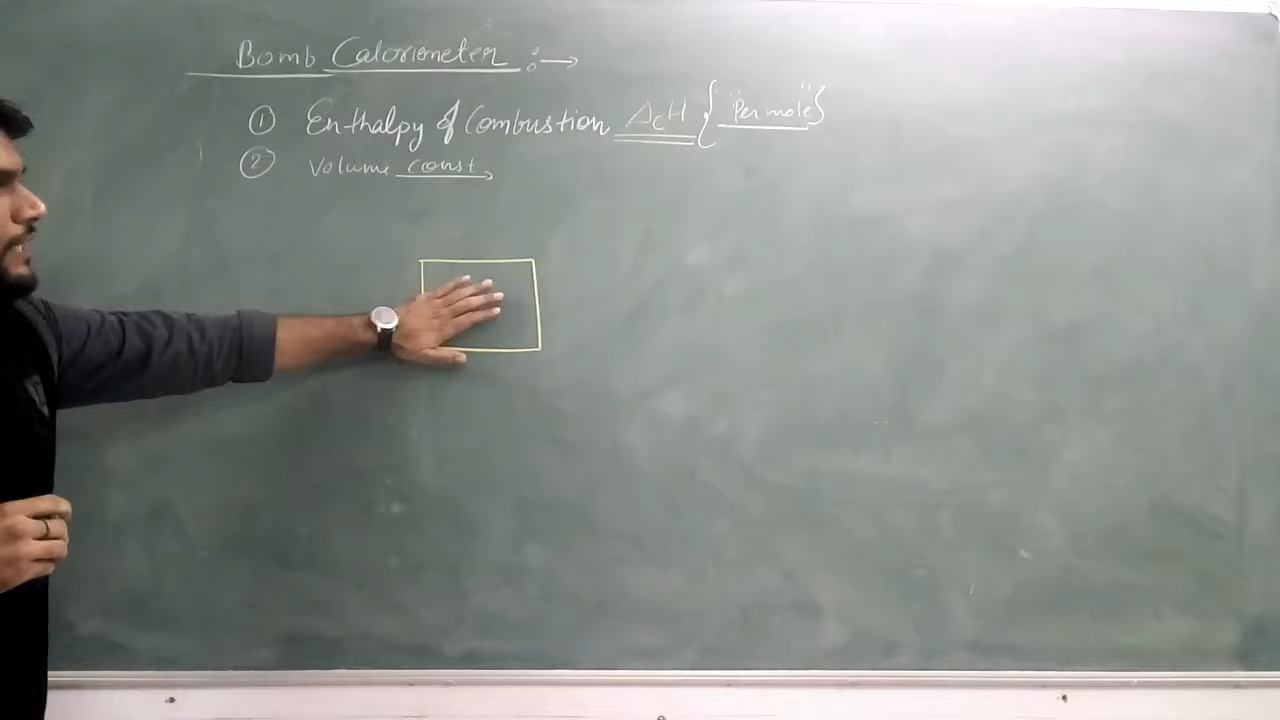 Bomb Calorimeter :→
① Enthalpy of Combustion ΔcH { "Per mole" }
② Volume const